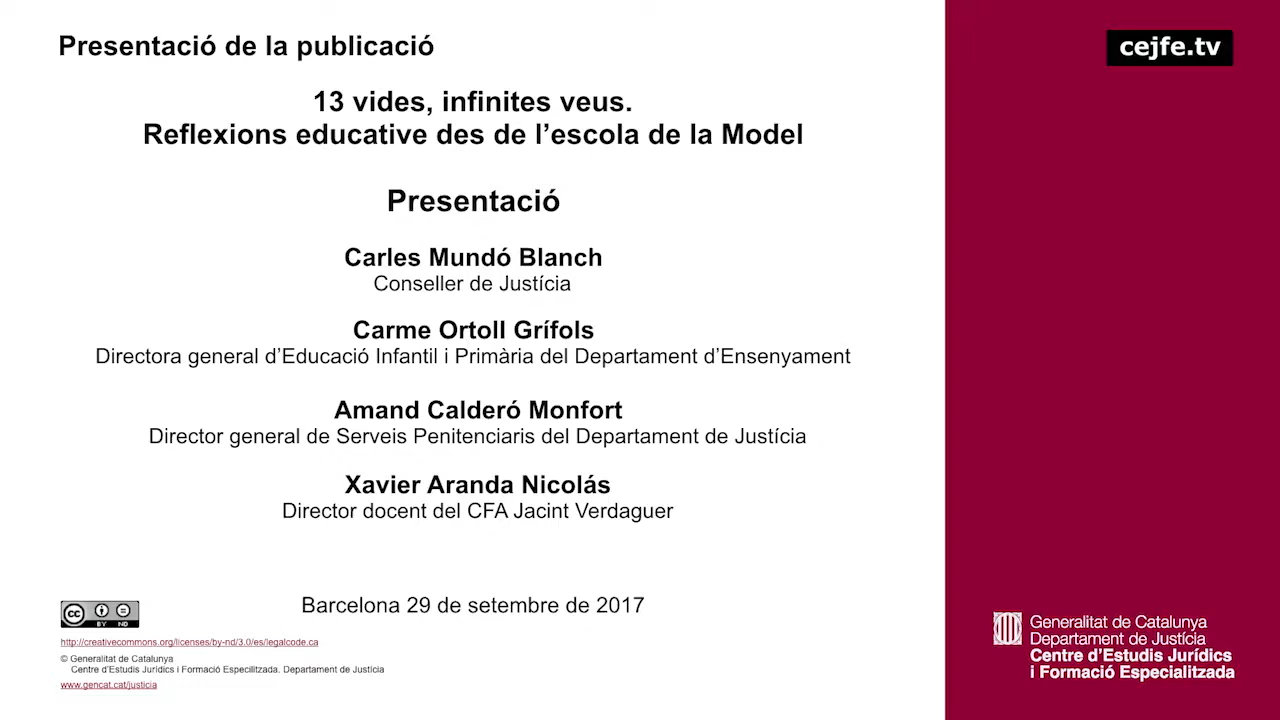 Presentació de la publicació
cejfe.tv
13 vides, infinites veus.
Reflexions educative des de l’escola de la Model
Presentació
Carles Mundó Blanch
Conseller de Justícia
Carme Ortoll Grífols
Directora general d’Educació Infantil i Primària del Departament d’Ensenyament
Amand Calderó Monfort
Director general de Serveis Penitenciaris del Departament de Justícia
Xavier Aranda Nicolás
Director docent del CFA Jacint Verdaguer
Barcelona 29 de setembre de 2017
cc BY ND
http://creativecommons.org/licenses/by-nd/3.0/es/legalcode.ca
© Generalitat de Catalunya
Centre d’Estudis Jurídics i Formació Especilitzada. Departament de Justícia
www.gencat.cat/justicia
Generalitat de Catalunya
Departament de Justícia
Centre d’Estudis Jurídics
i Formació Especialitzada